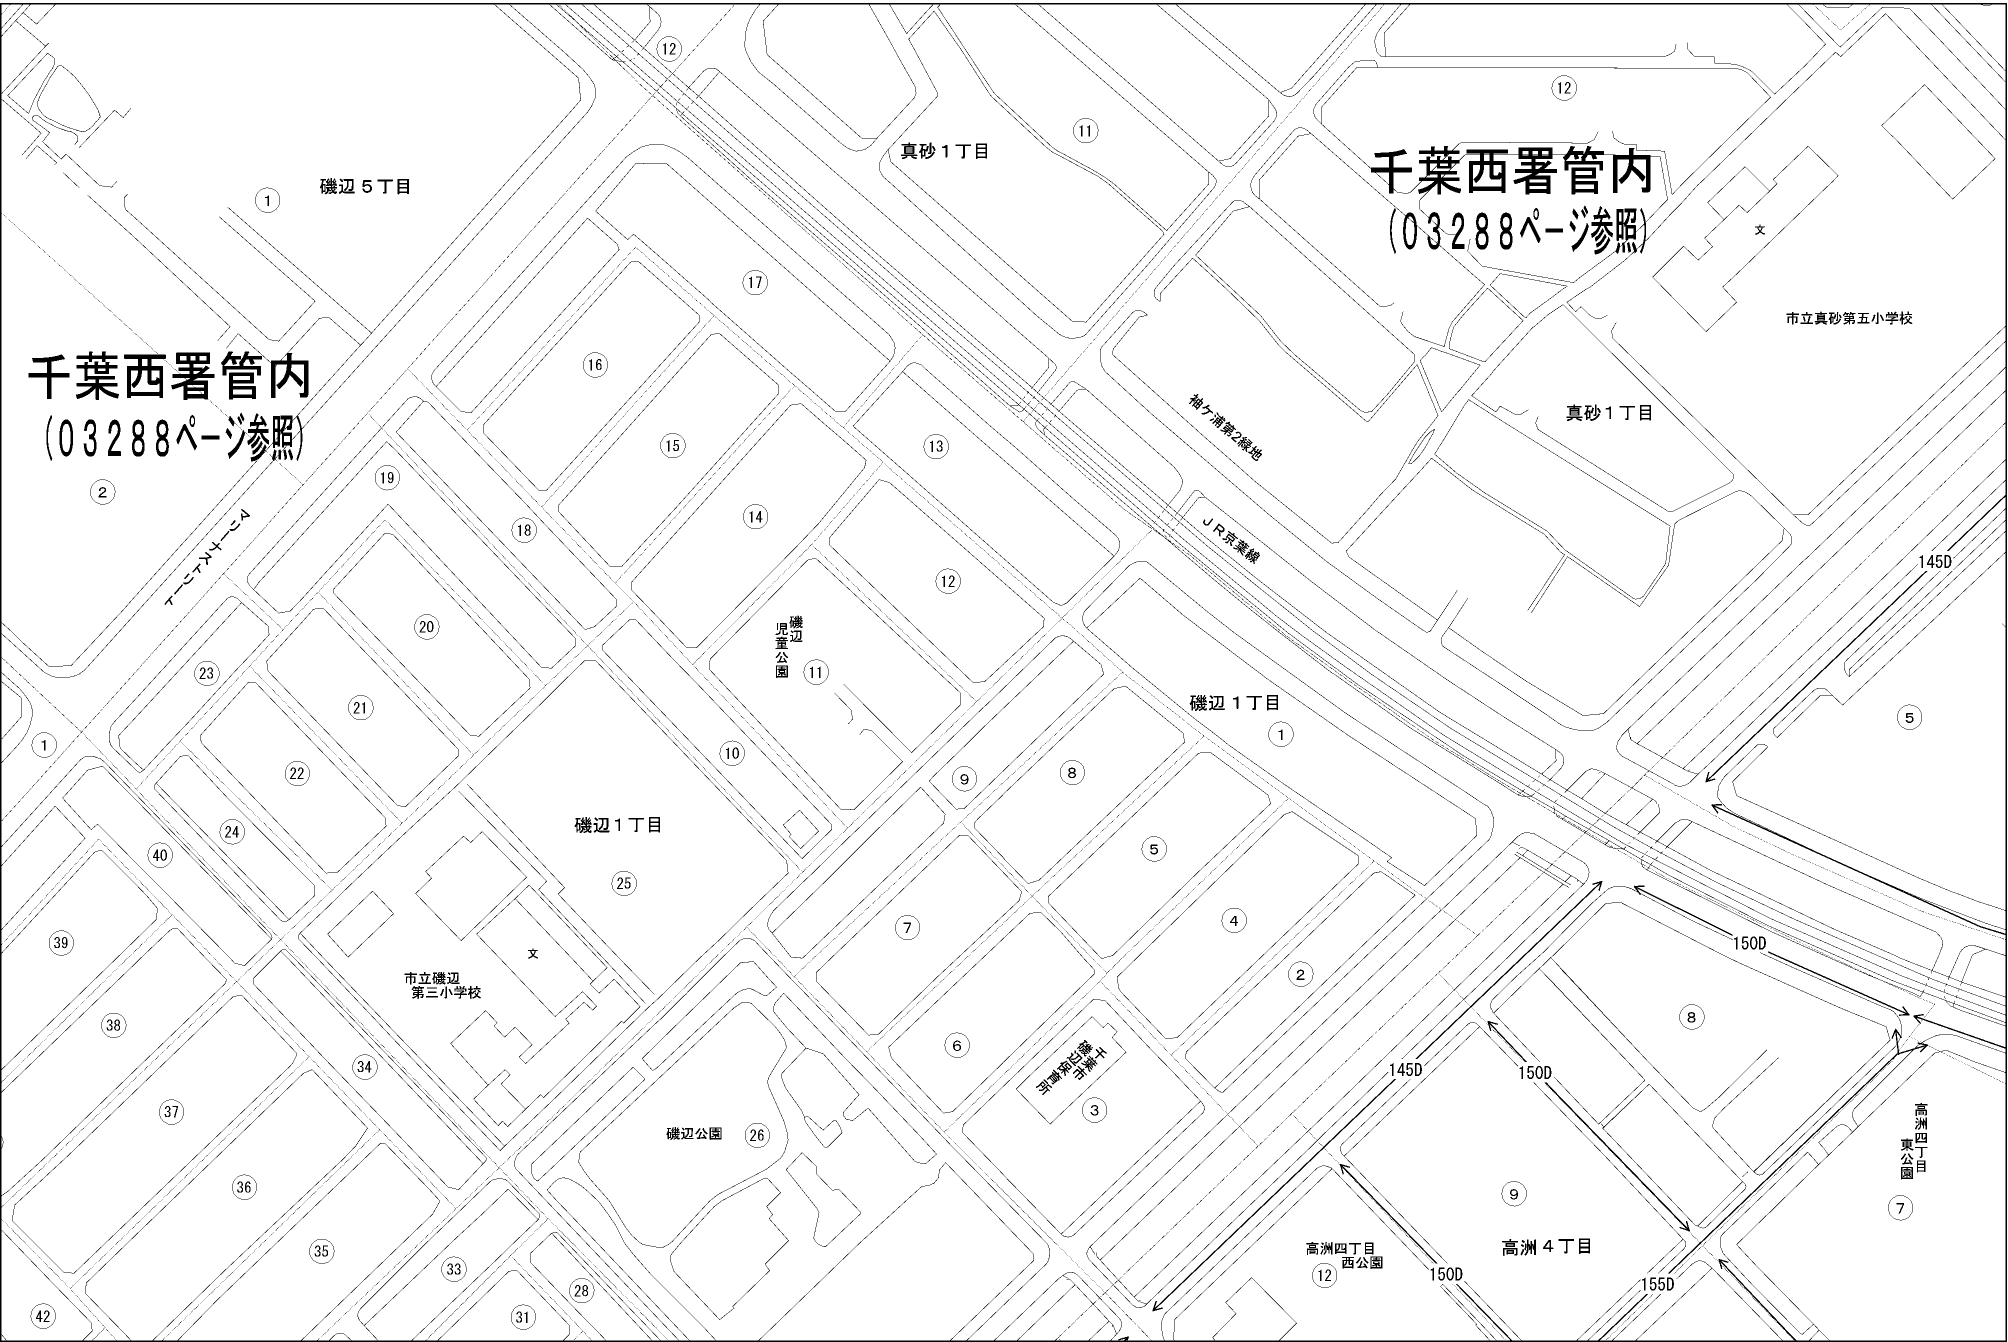 12
12
11
真砂１丁目
千葉西署管内
(０３２８８ページ参照)
文
磯辺５丁目
1
17
市立真砂第五小学校
千葉西署管内
(０３２８８ページ参照)
2
16
15
13
袖ケ浦第2緑地
真砂１丁目
19
18
14
ＪＲ京葉線
145D
マリーナストリート
12
20
磯辺
児童公園
11
23
21
磯辺１丁目
1
5
1
22
10
9
8
24
磯辺１丁目
25
40
5
7
4
150D
39
文
市立磯辺
第三小学校
2
38
8
6
34
千葉市
磯辺保育所
145D
150D
37
3
磯辺公園
26
高洲四丁目
東公園
36
9
7
35
33
高洲４丁目
高洲四丁目
西公園
12
150D
155D
28
42
31